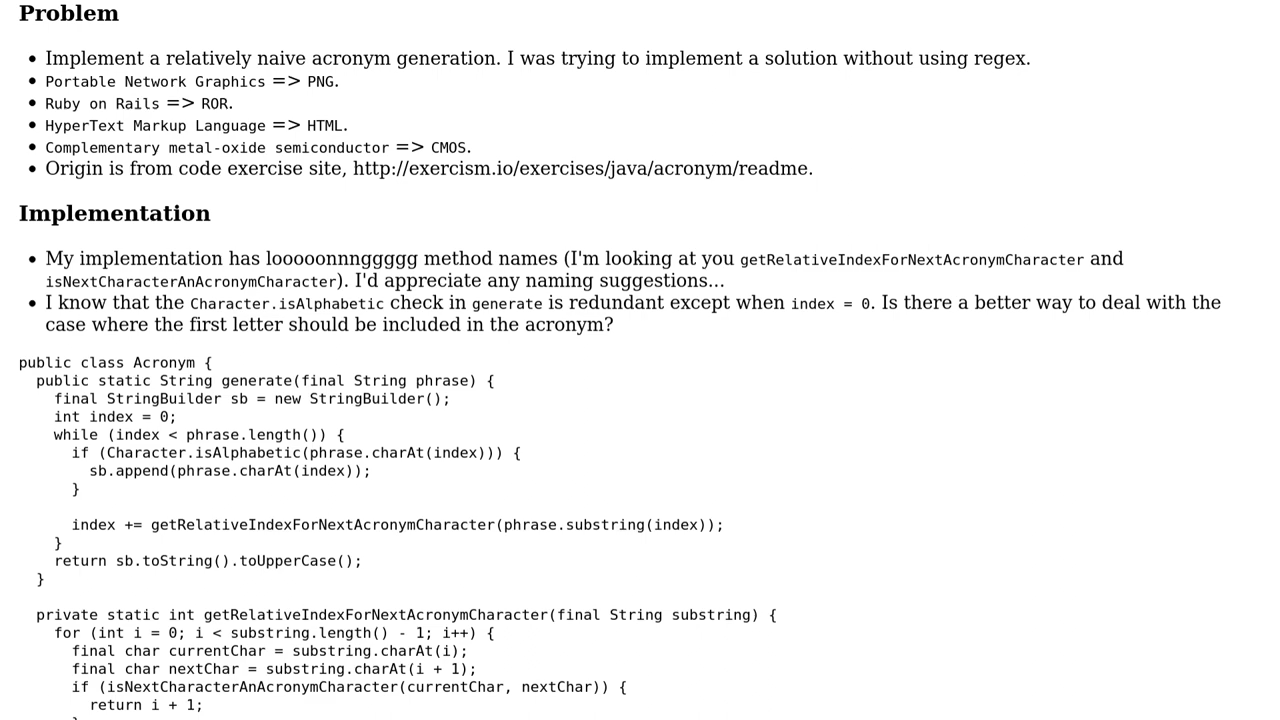 Problem
• Implement a relatively naive acronym generation. I was trying to implement a solution without using regex.
• Portable Network Graphics => PNG.
• Ruby on Rails => ROR.
• HyperText Markup Language => HTML.
• Complementary metal-oxide semiconductor => CMOS.
• Origin is from code exercise site, http://exercism.io/exercises/java/acronym/readme.
Implementation
• My implementation has looooonnnggggg method names (I'm looking at you getRelativeIndexForNextAcronymCharacter and
isNextCharacterAnAcronymCharacter). I'd appreciate any naming suggestions...
• I know that the Character.isAlphabetic check in generate is redundant except when index = 0. Is there a better way to deal with the
case where the first letter should be included in the acronym?
public class Acronym {
  public static String generate(final String phrase) {
    final StringBuilder sb = new StringBuilder();
    int index = 0;
    while (index < phrase.length()) {
      if (Character.isAlphabetic(phrase.charAt(index))) {
        sb.append(phrase.charAt(index));
      }
      index += getRelativeIndexForNextAcronymCharacter(phrase.substring(index));
    }
    return sb.toString().toUpperCase();
  }
  private static int getRelativeIndexForNextAcronymCharacter(final String substring) {
    for (int i = 0; i < substring.length() - 1; i++) {
      final char currentChar = substring.charAt(i);
      final char nextChar = substring.charAt(i + 1);
      if (isNextCharacterAnAcronymCharacter(currentChar, nextChar)) {
        return i + 1;